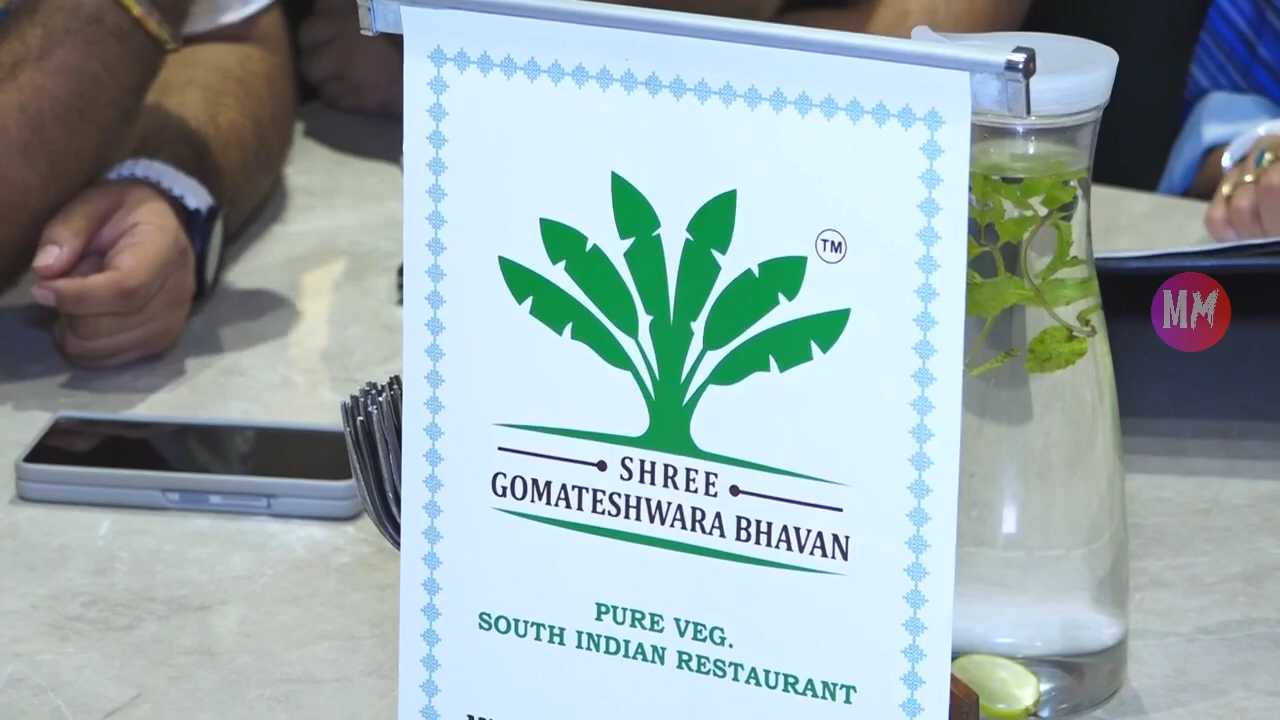 TM
SHREE
GOMATESHWARA BHAVAN
PURE VEG.
SOUTH INDIAN RESTAURANT
MM